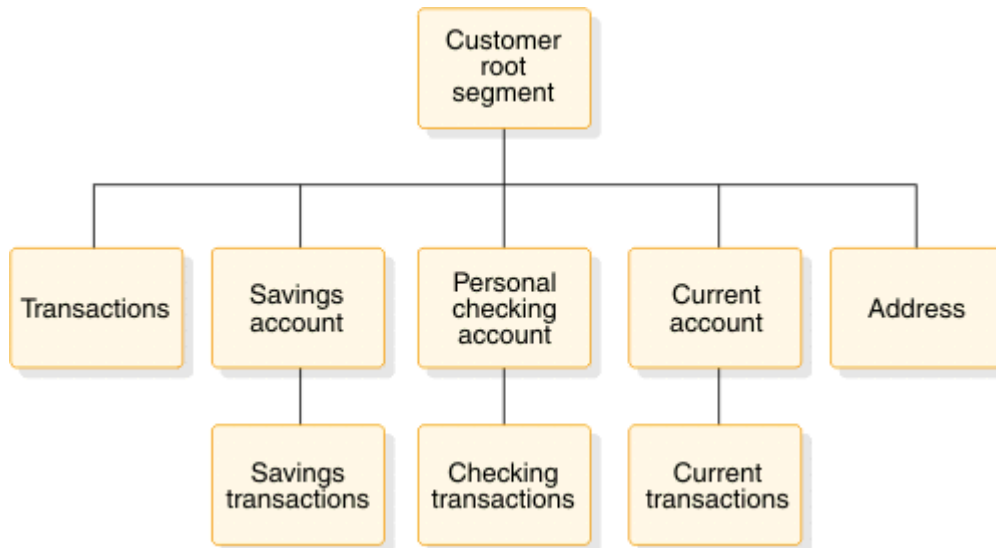 Customer
root
segment
Transactions
Savings
account
Personal
checking
account
Current
account
Address
Savings
transactions
Checking
transactions
Current
transactions